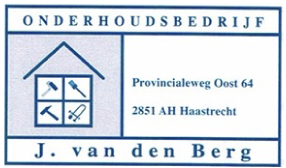 ONDERHOUDSBEDRIJF
Provincialeweg Oost 64
2851 AH Haastrecht
J. van den Berg